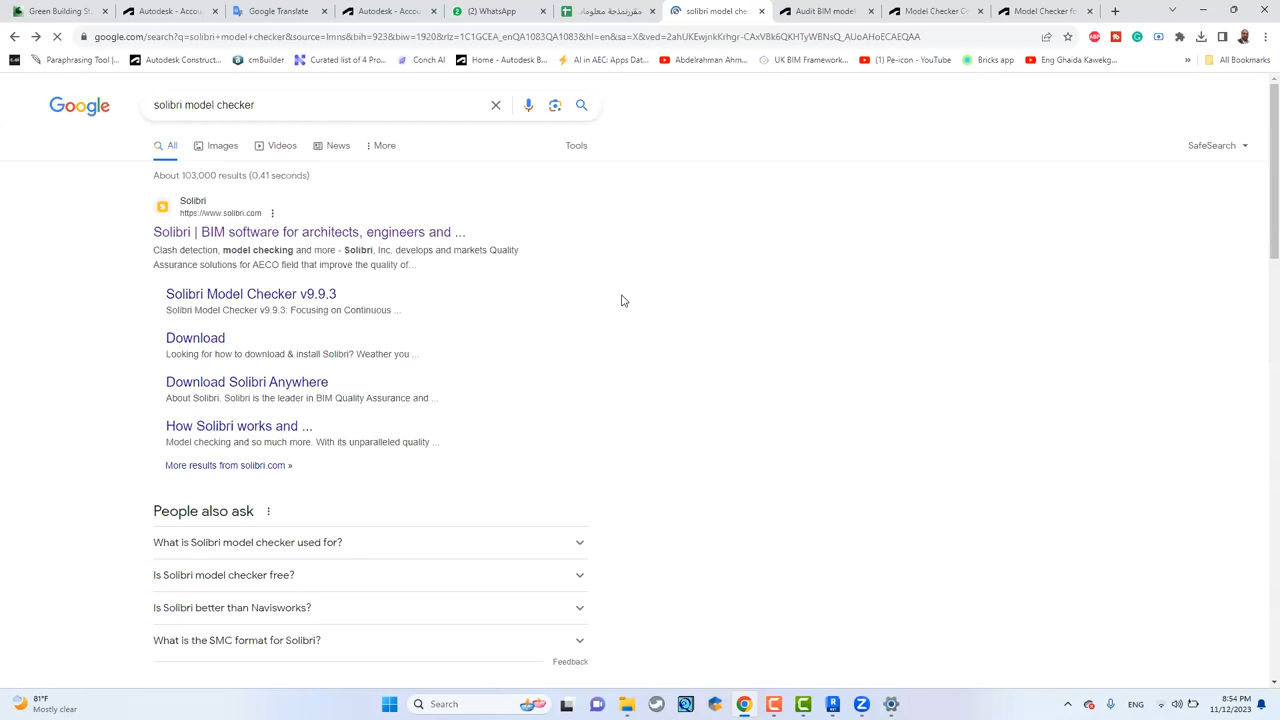 Green Building St
Autodesk - Accou
Google Translate
Autodesk - Accou
(2) WhatsApp
مؤرنمذجة معلومات
solibri model che
Audit BIM model
Model Checker C
Model Checker fo
google.com/search?q=solibri+model+checker&source=lmns&bih=923&biw=1920&rlz=1C1GCEA_enQA1083QA1083&hl=en&sa=X&ved=2ahUKEwjnkKrhgr-CAxVBk6QKHTyWBNsQ_AUoAHoECAEQAA
Paraphrasing Tool |...
Autodesk Construct...
cmBuilder
Curated list of 4 Pro...
Conch AI
Home - Autodesk B...
AI in AEC: Apps Dat...
Abdelrahman Ahm...
UK BIM Framework...
(1) Pe-icon - YouTube
Bricks app
Eng Ghaida Kawekg...
»
All Bookmarks
Google
solibri model checker
All
Images
Videos
News
More
Tools
SafeSearch
About 103,000 results (0.41 seconds)
Solibri
https://www.solibri.com
Solibri | BIM software for architects, engineers and ...
Clash detection, model checking and more - Solibri, Inc. develops and markets Quality
Assurance solutions for AECO field that improve the quality of...
Solibri Model Checker v9.9.3
Solibri Model Checker v9.9.3: Focusing on Continuous ...
Download
Looking for how to download & install Solibri? Weather you ...
Download Solibri Anywhere
About Solibri. Solibri is the leader in BIM Quality Assurance and ...
How Solibri works and ...
Model checking and so much more. With its unparalleled quality ...
More results from solibri.com »
People also ask
What is Solibri model checker used for?
Is Solibri model checker free?
Is Solibri better than Navisworks?
What is the SMC format for Solibri?
Feedback
81°F
Mostly clear
Search
ENG
8:54 PM
11/12/2023